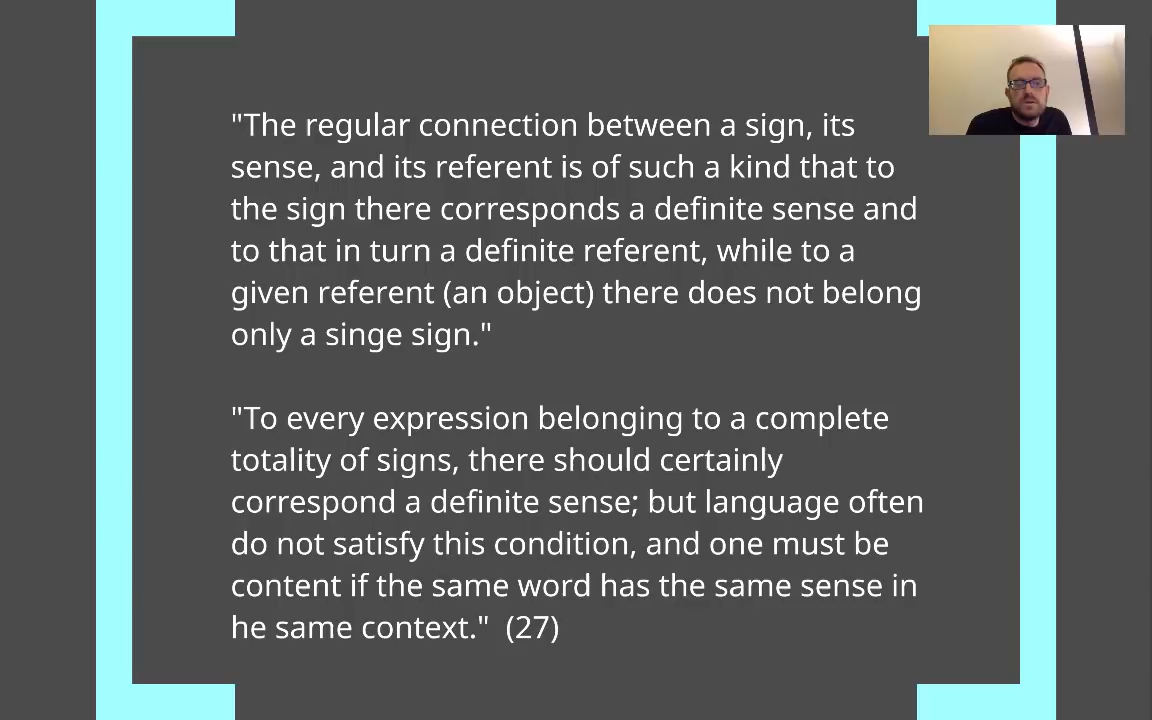 "The regular connection between a sign, its
sense, and its referent is of such a kind that to
the sign there corresponds a definite sense and
to that in turn a definite referent, while to a
given referent (an object) there does not belong
only a singe sign."
"To every expression belonging to a complete
totality of signs, there should certainly
correspond a definite sense; but language often
do not satisfy this condition, and one must be
content if the same word has the same sense in
he same context." (27)